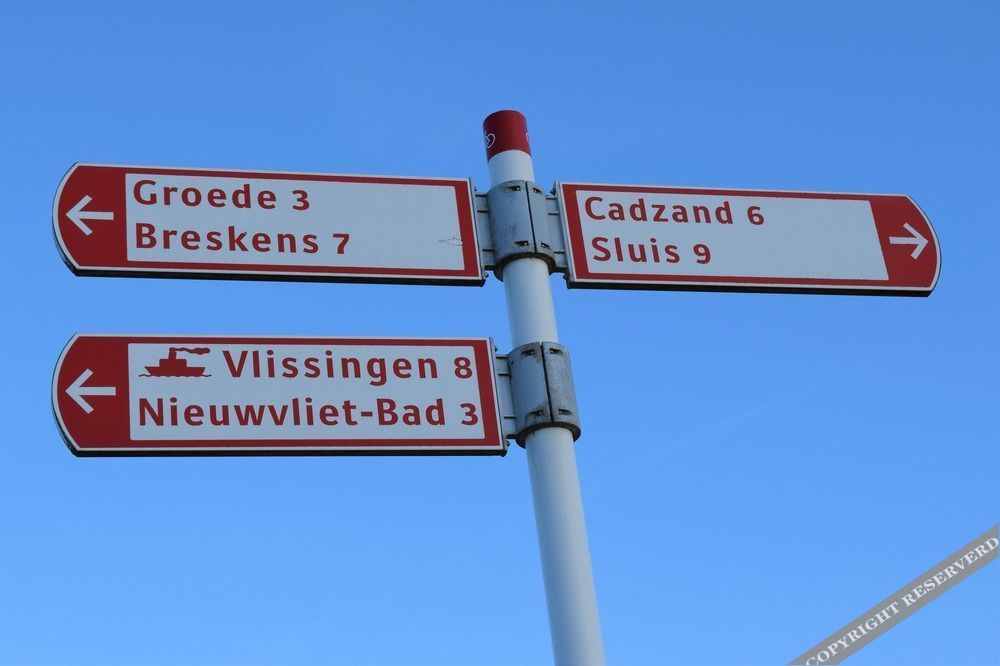 Groede 3
Breskens 7
Cadzand 6
Sluis 9
Vlissingen 8
Nieuwvliet-Bad 3
COPYRIGHT RESERVERD